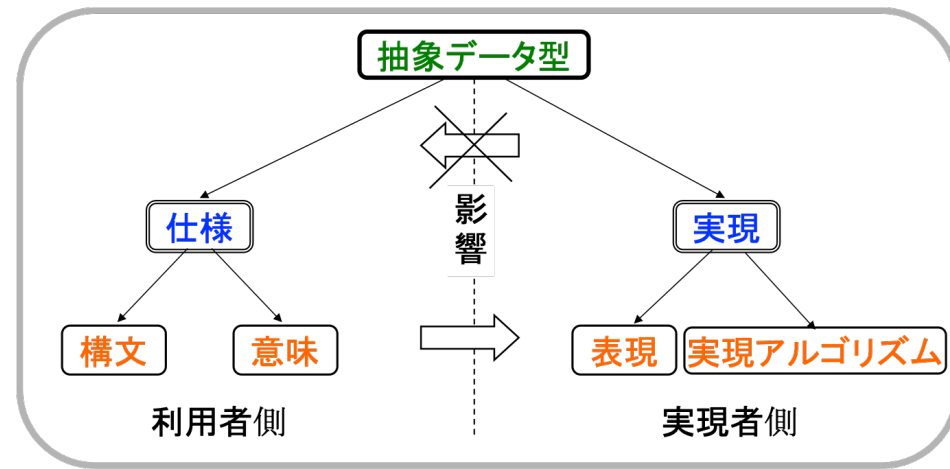 抽象データ型
影響
仕様
実現
構文
意味
表現
実現アルゴリズム
利用者側
実現者側